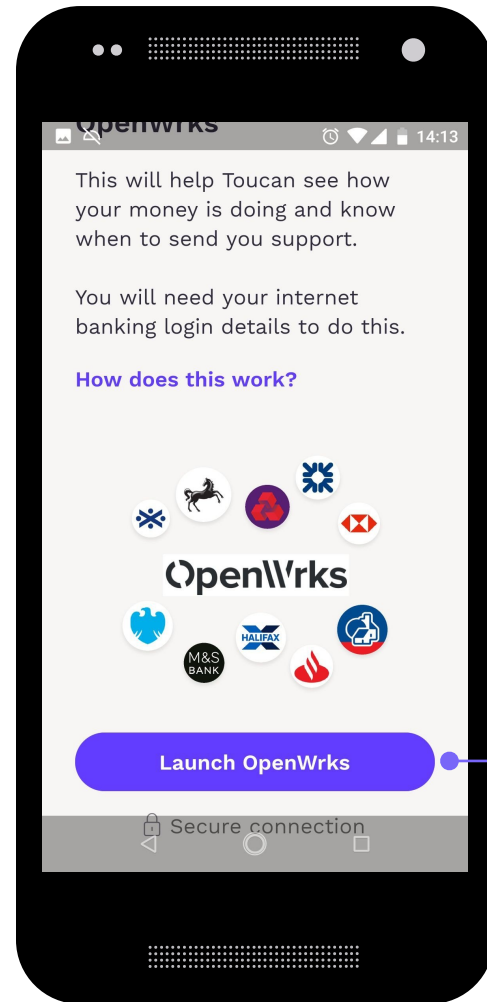 OpenWrks
14:13
This will help Toucan see how
your money is doing and know
when to send you support.
You will need your internet
banking login details to do this.
How does this work?
OpenWrks
HALIFAX
M&S
BANK
Launch OpenWrks
Secure connection